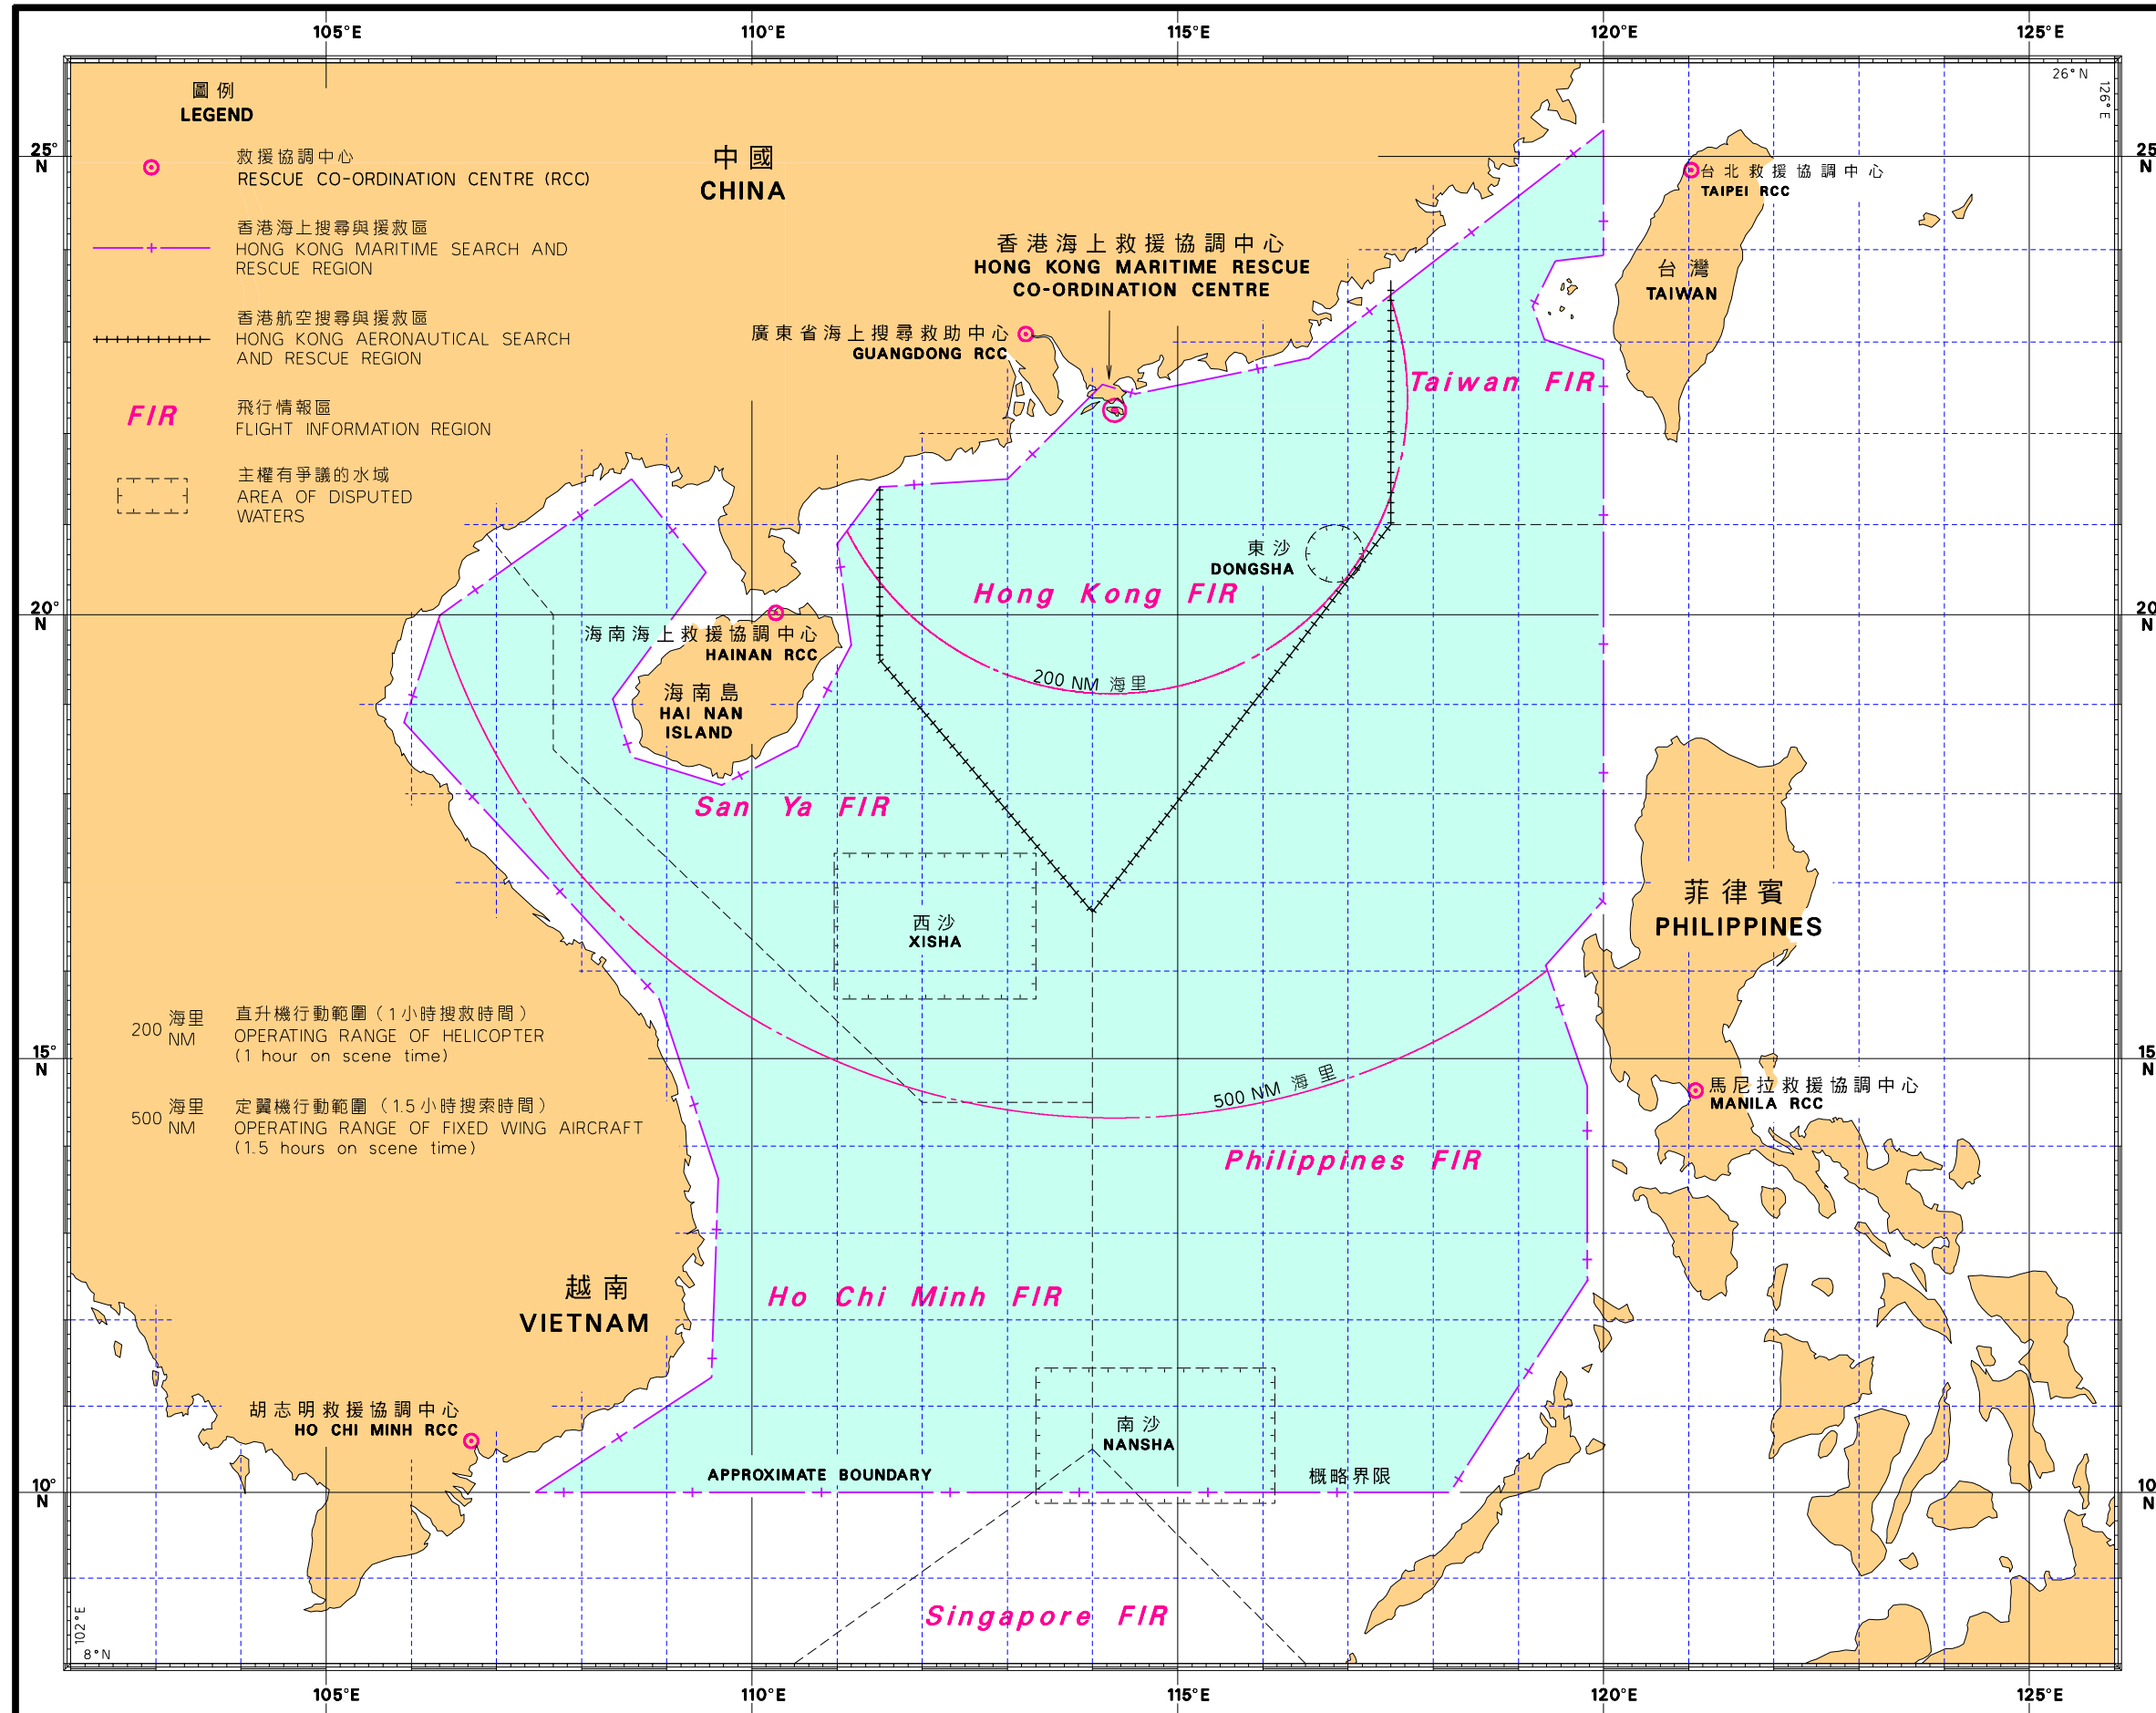 105°E 110°E 115°E 120°E 125°E
26°N
126°E
圖例
LEGEND
救援協調中心
RESCUE CO-ORDINATION CENTRE (RCC)
香港海上搜尋與援救區
HONG KONG MARITIME SEARCH AND
RESCUE REGION
香港航空搜尋與援救區
HONG KONG AERONAUTICAL SEARCH
AND RESCUE REGION
FIR
飛行情報區
FLIGHT INFORMATION REGION
主權有爭議的水域
AREA OF DISPUTED
WATERS
25°
N
25
N
中國
CHINA
台北救援協調中心
TAIPEI RCC
香港海上救援協調中心
HONG KONG MARITIME RESCUE
CO-ORDINATION CENTRE
台灣
TAIWAN
廣東省海上搜尋救助中心
GUANGDONG RCC
Taiwan FIR
東沙
DONGSHA
Hong Kong FIR
20°
N
20
N
海南海上救援協調中心
HAINAN RCC
海南島
HAI NAN
ISLAND
200 NM 海里
San Ya FIR
西沙
XISHA
菲律賓
PHILIPPINES
200 海里
NM
直升機行動範圍（1小時搜救時間）
OPERATING RANGE OF HELICOPTER
(1 hour on scene time)
15°
N
15
N
500 海里
NM
定翼機行動範圍（1.5小時搜索時間）
OPERATING RANGE OF FIXED WING AIRCRAFT
(1.5 hours on scene time)
500 NM 海里
馬尼拉救援協調中心
MANILA RCC
Philippines FIR
越南
VIETNAM
Ho Chi Minh FIR
胡志明救援協調中心
HO CHI MINH RCC
南沙
NANSHA
APPROXIMATE BOUNDARY
概略界限
10°
N
10
N
Singapore FIR
102°E
8°N
105°E 110°E 115°E 120°E 125°E